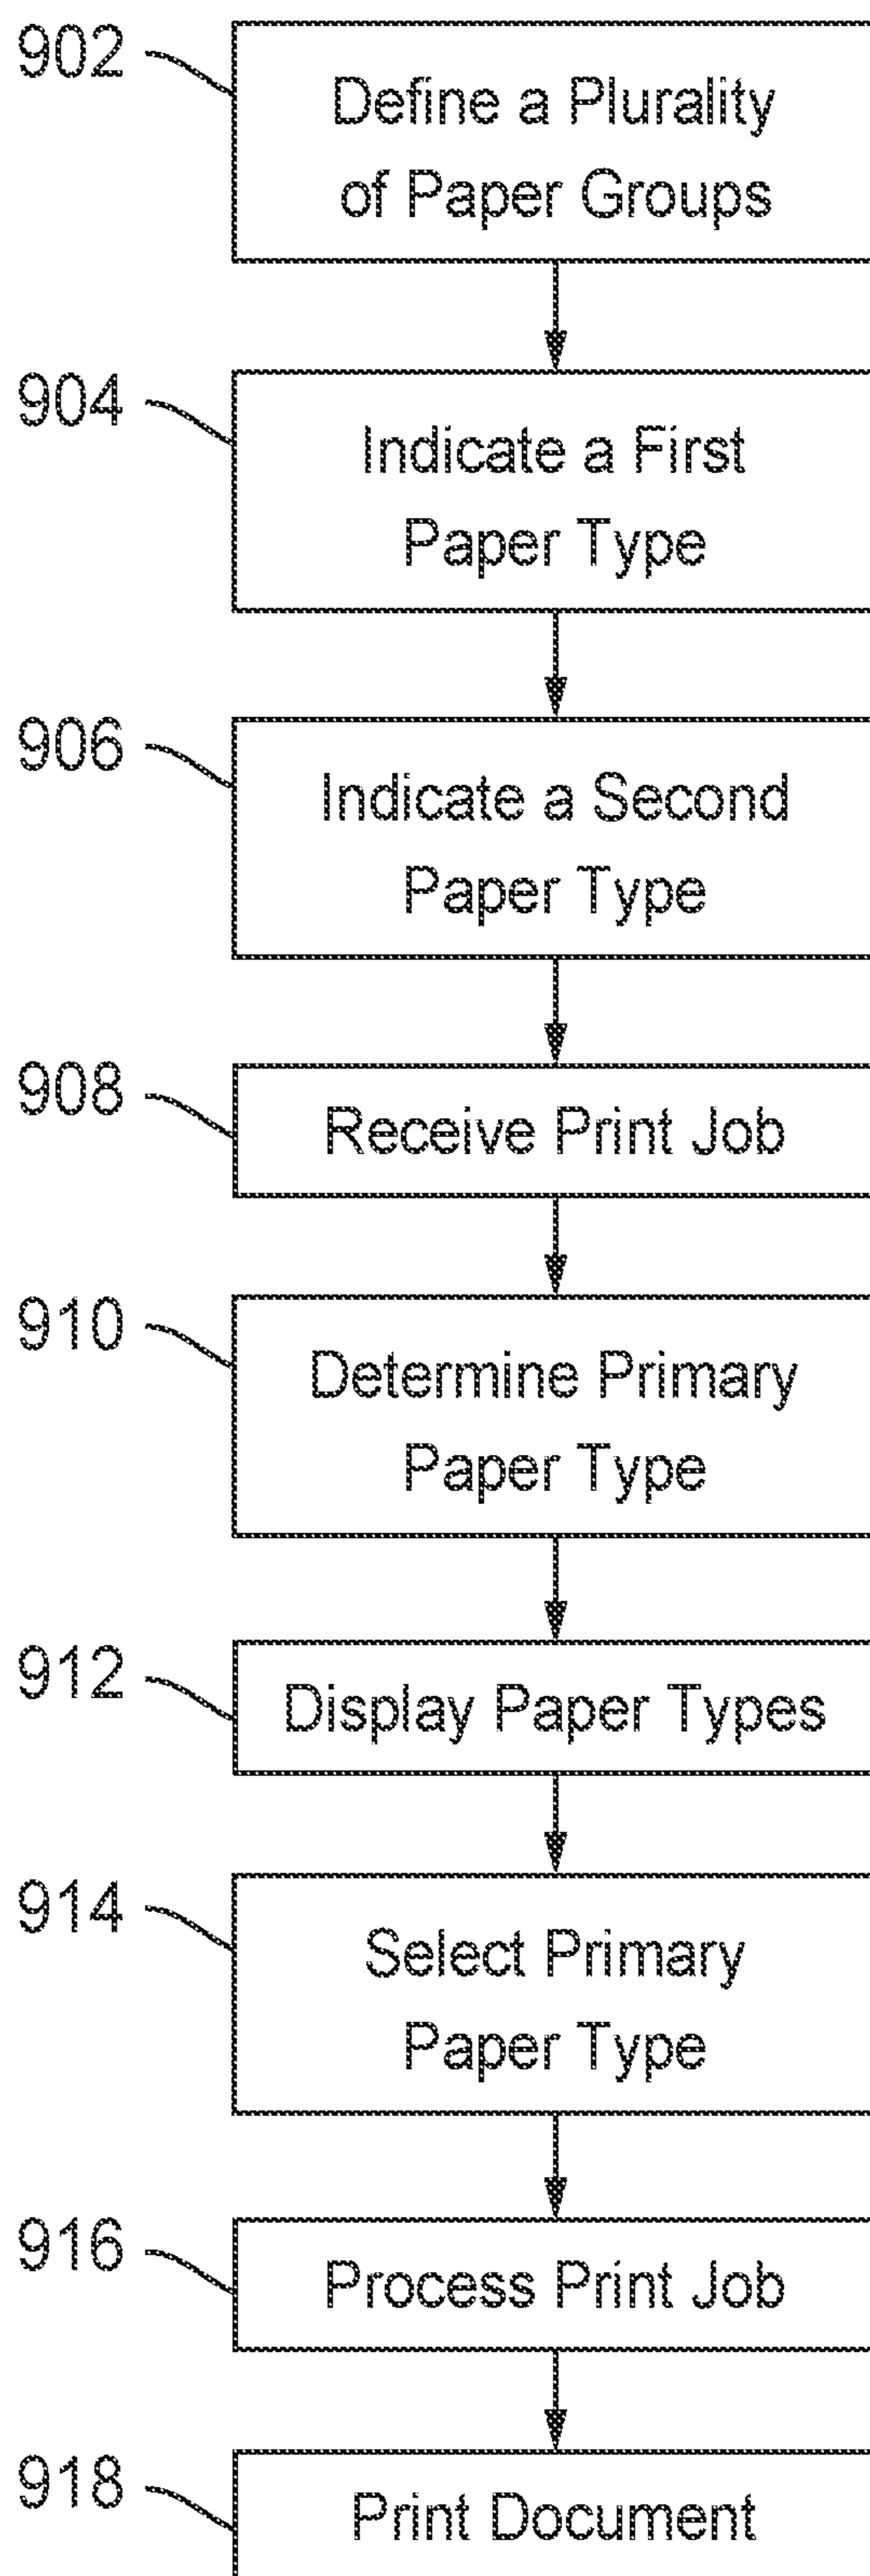 902
Define a Plurality
of Paper Groups
904
Indicate a First
Paper Type
906
Indicate a Second
Paper Type
908
Receive Print Job
910
Determine Primary
Paper Type
912
Display Paper Types
914
Select Primary
Paper Type
916
Process Print Job
918
Print Document